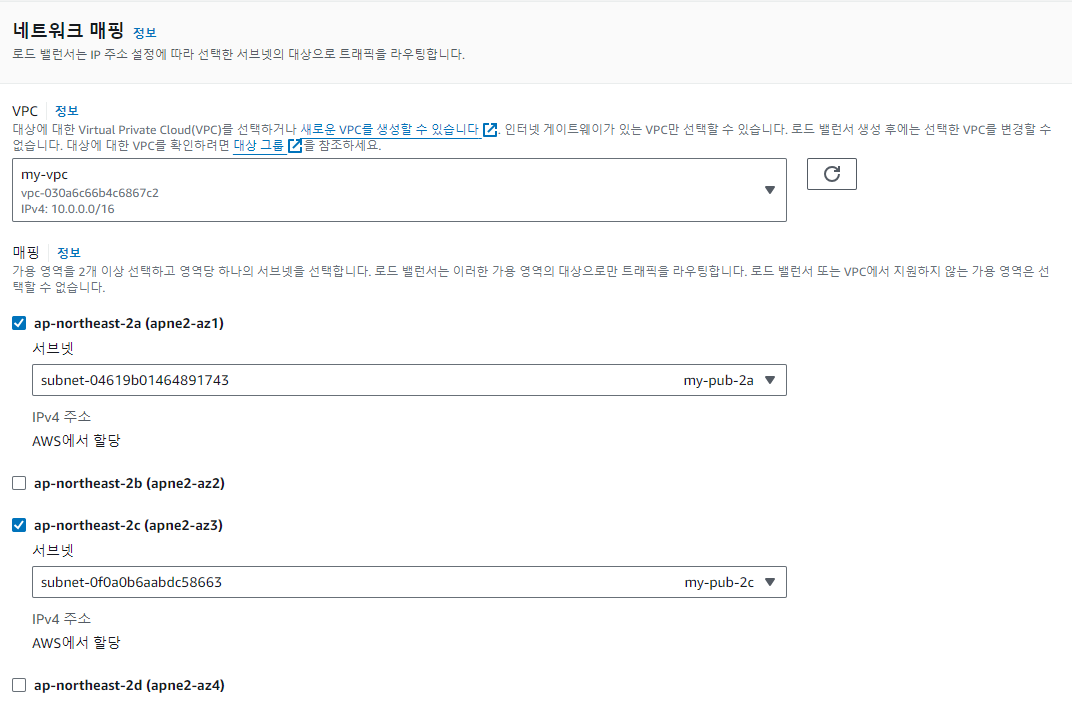 네트워크 매핑 정보
로드 밸런서는 IP 주소 설정에 따라 선택한 서브넷의 대상으로 트래픽을 라우팅합니다.
VPC 정보
대상에 대한 Virtual Private Cloud(VPC)를 선택하거나 새로운 VPC를 생성할 수 있습니다. 인터넷 게이트웨이가 있는 VPC만 선택할 수 있습니다. 로드 밸런서 생성 후에는 선택한 VPC를 변경할 수
없습니다. 대상에 대한 VPC를 확인하려면 대상 그룹을 참조하세요.
my-vpc
vpc-030a6c66b4c6867c2
IPv4: 10.0.0.0/16
매핑 정보
가용 영역을 2개 이상 선택하고 영역당 하나의 서브넷을 선택합니다. 로드 밸런서는 이러한 가용 영역의 대상으로만 트래픽을 라우팅합니다. 로드 밸런서 또는 VPC에서 지원하지 않는 가용 영역은 선
택할 수 없습니다.
ap-northeast-2a (apne2-az1)
서브넷
subnet-04619b01464891743 my-pub-2a
IPv4 주소
AWS에서 할당
ap-northeast-2b (apne2-az2)
ap-northeast-2c (apne2-az3)
서브넷
subnet-0f0a0b6aabdc58663 my-pub-2c
IPv4 주소
AWS에서 할당
ap-northeast-2d (apne2-az4)